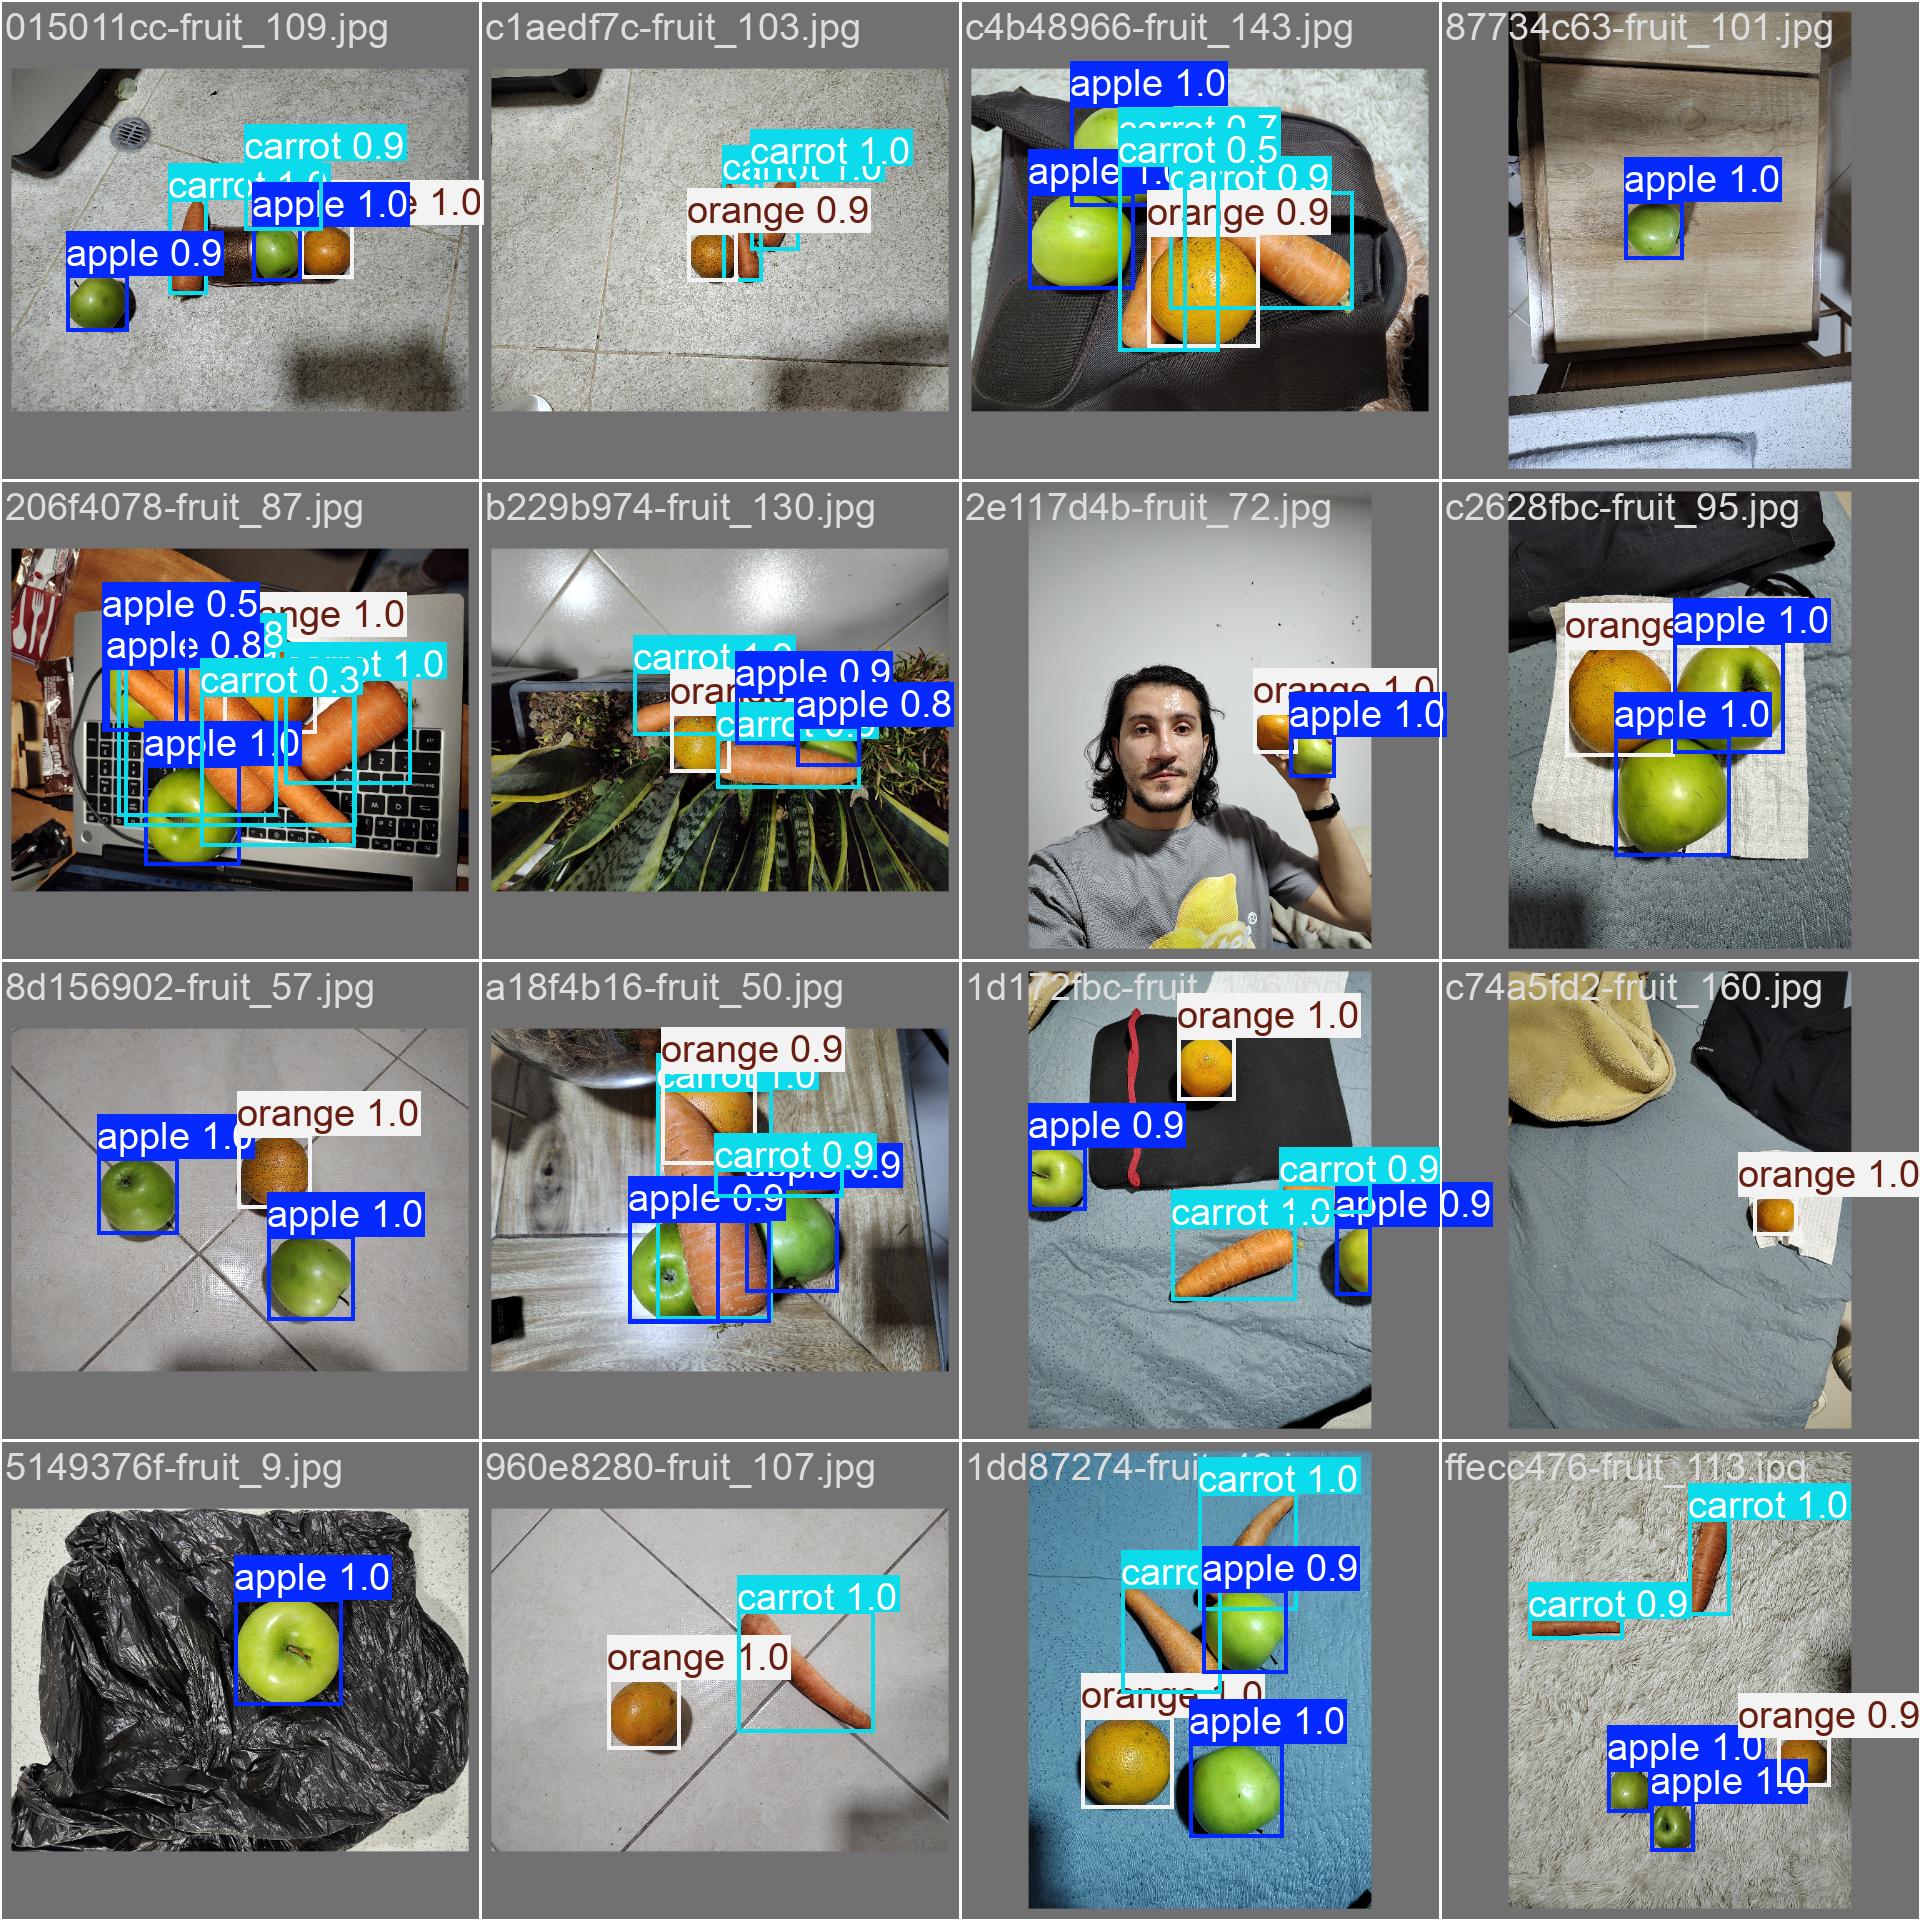 015011cc-fruit_109.jpg
carrot 0.9
carrot 1.0
apple 1.0
e 1.0
apple 0.9
c1aedf7c-fruit_103.jpg
carrot 1.0
carrot 1.0
orange 0.9
c4b48966-fruit_143.jpg
apple 1.0
carrot 0.7
carrot 0.5
apple 1.0
carrot 0.9
orange 0.9
87734c63-fruit_101.jpg
apple 1.0
206f4078-fruit_87.jpg
apple 0.5
ange 1.0
apple 0.8
8
carrot 1.0
carrot 0.3
apple 1.0
b229b974-fruit_130.jpg
carrot
apple 0.9
oran
apple 0.8
carrot 0.9
2e117d4b-fruit_72.jpg
orange 1.0
apple 1.0
c2628fbc-fruit_95.jpg
orange
apple 1.0
apple 1.0
8d156902-fruit_57.jpg
orange 1.0
apple 1.0
apple 1.0
a18f4b16-fruit_50.jpg
orange 0.9
carrot 1.0
carrot 0.9
apple 0.9
apple 0.9
1d172fbc-fruit
orange 1.0
apple 0.9
carrot 0.9
carrot 1.0
apple 0.9
c74a5fd2-fruit_160.jpg
orange 1.0
5149376f-fruit_9.jpg
apple 1.0
960e8280-fruit_107.jpg
carrot 1.0
orange 1.0
1dd87274-frui
carrot 1.0
carro
apple 0.9
orange 1.0
apple 1.0
ffecc476-fruit_113.jpg
carrot 1.0
carrot 0.9
orange 0.9
apple 1.0
apple 1.0